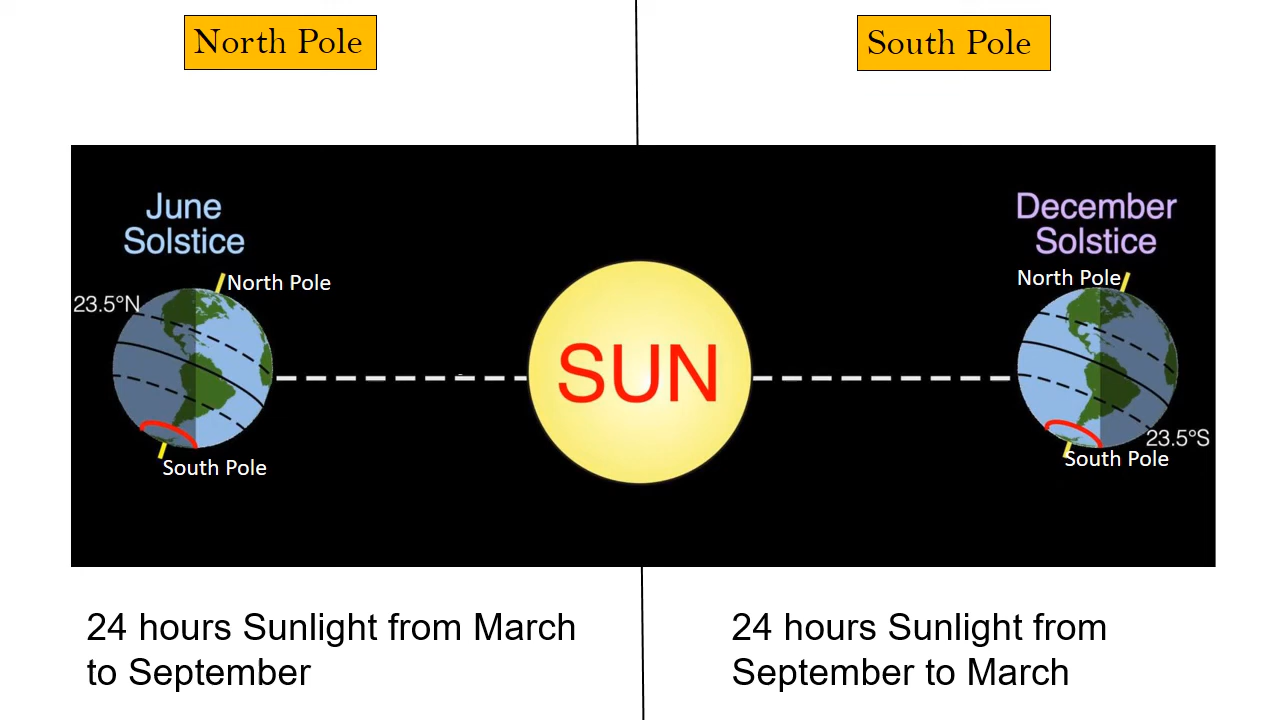 North Pole
South Pole
June
Solstice
North Pole
23.5°N
South Pole
SUN
December
Solstice
North Pole
23.5°S
South Pole
24 hours Sunlight from March
to September
24 hours Sunlight from
September to March